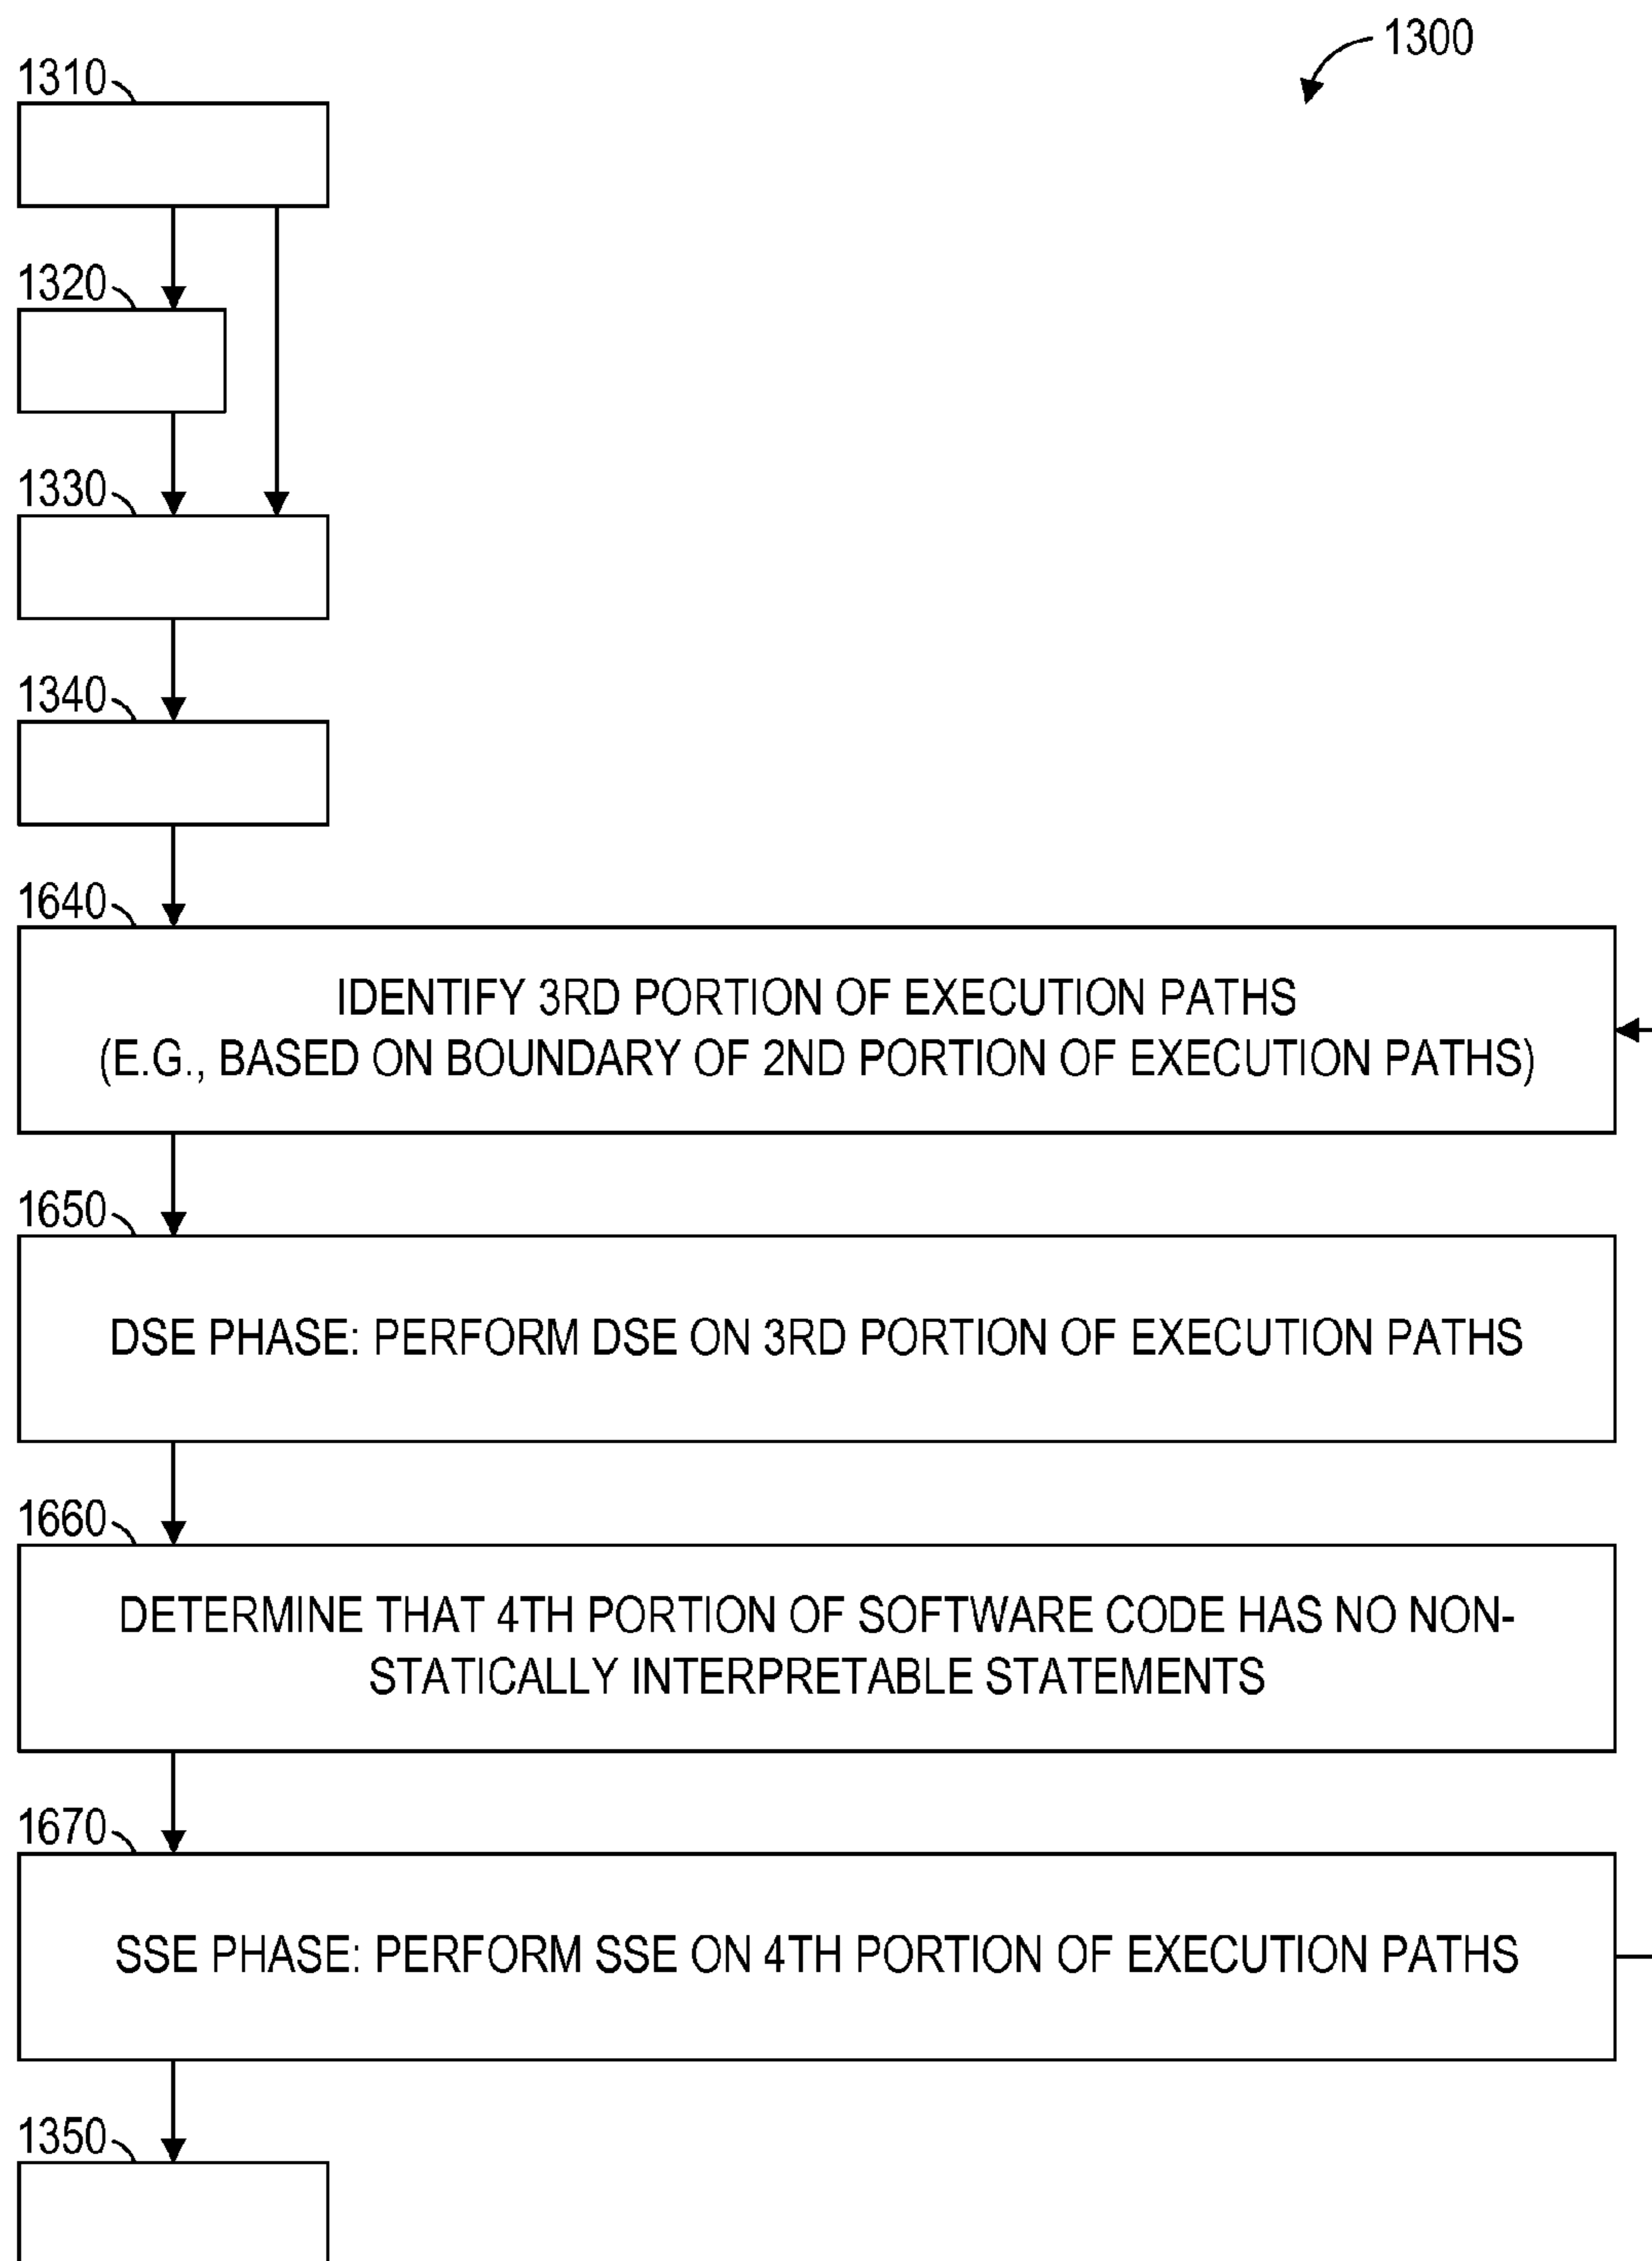 1300
1310
1320
1330
1340
1640
IDENTIFY 3RD PORTION OF EXECUTION PATHS
(E.G., BASED ON BOUNDARY OF 2ND PORTION OF EXECUTION PATHS)
1650
DSE PHASE: PERFORM DSE ON 3RD PORTION OF EXECUTION PATHS
1660
DETERMINE THAT 4TH PORTION OF SOFTWARE CODE HAS NO NON-
STATICALLY INTERPRETABLE STATEMENTS
1670
SSE PHASE: PERFORM SSE ON 4TH PORTION OF EXECUTION PATHS
1350